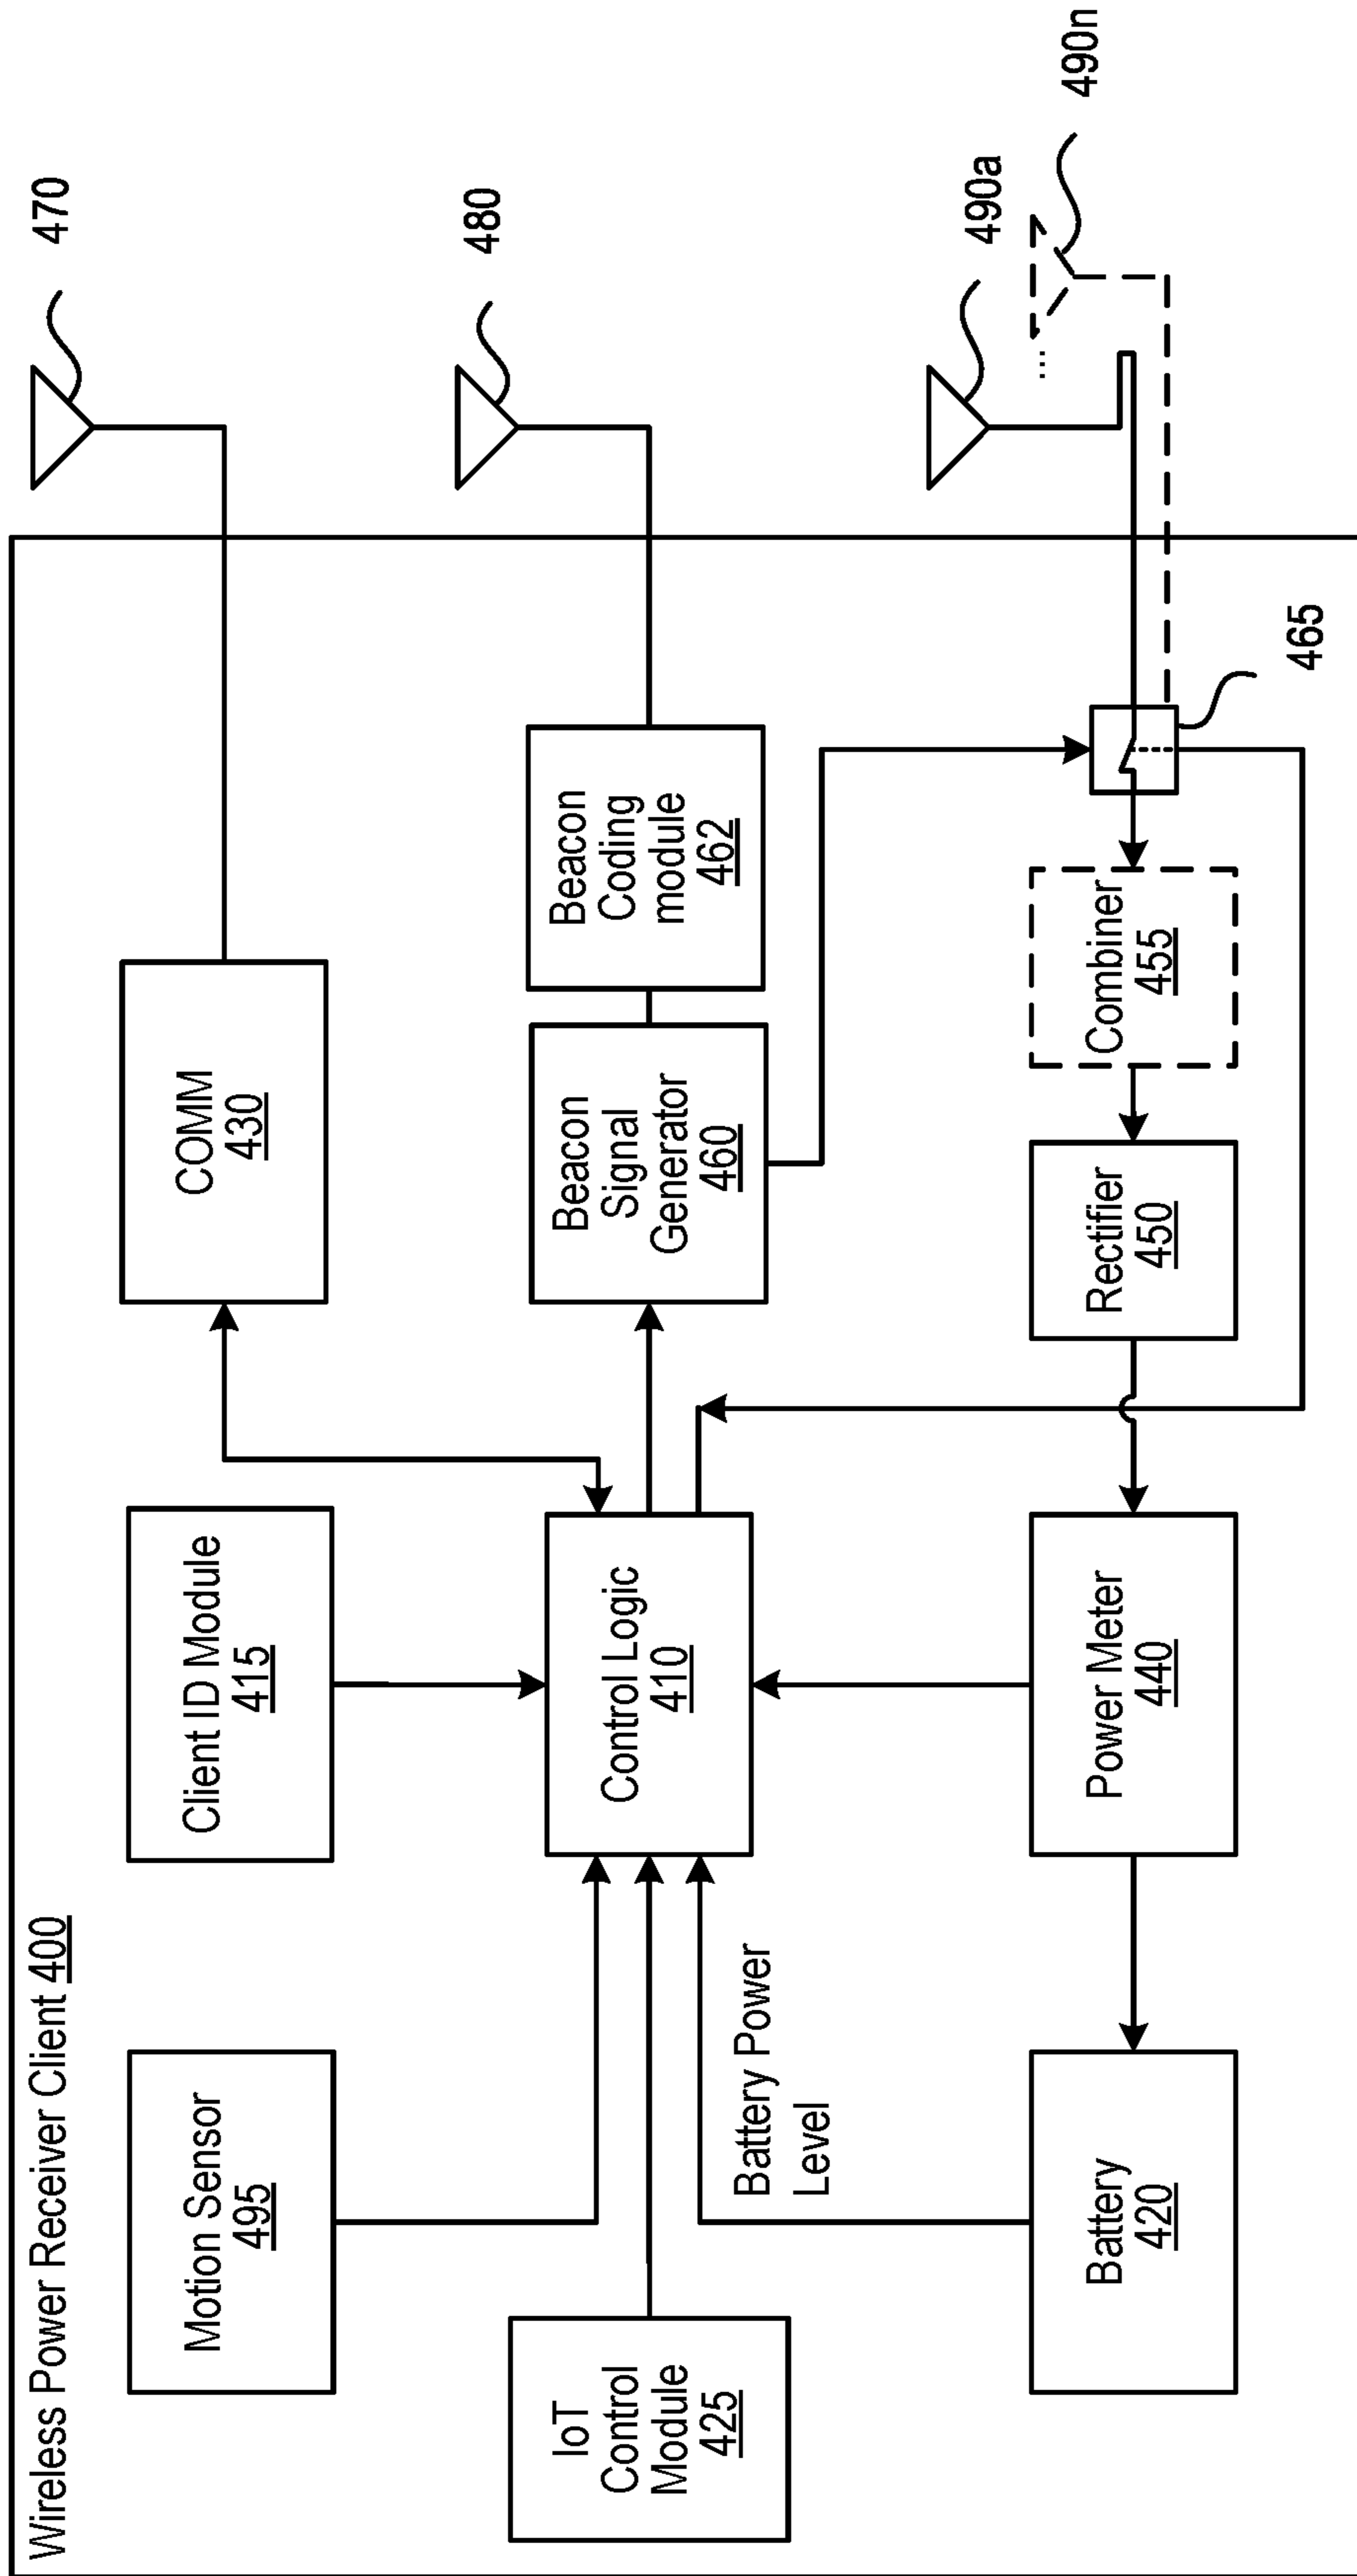 Wireless Power Receiver Client 400
Motion Sensor
495
Client ID Module
415
COMM
430
470
IoT
Control
Module
425
Control Logic
410
Beacon
Signal
Generator
460
Beacon
Coding
module
462
480
Battery Power
Level
Battery
420
Power Meter
440
Rectifier
450
Combiner
455
465
490a
...
490n